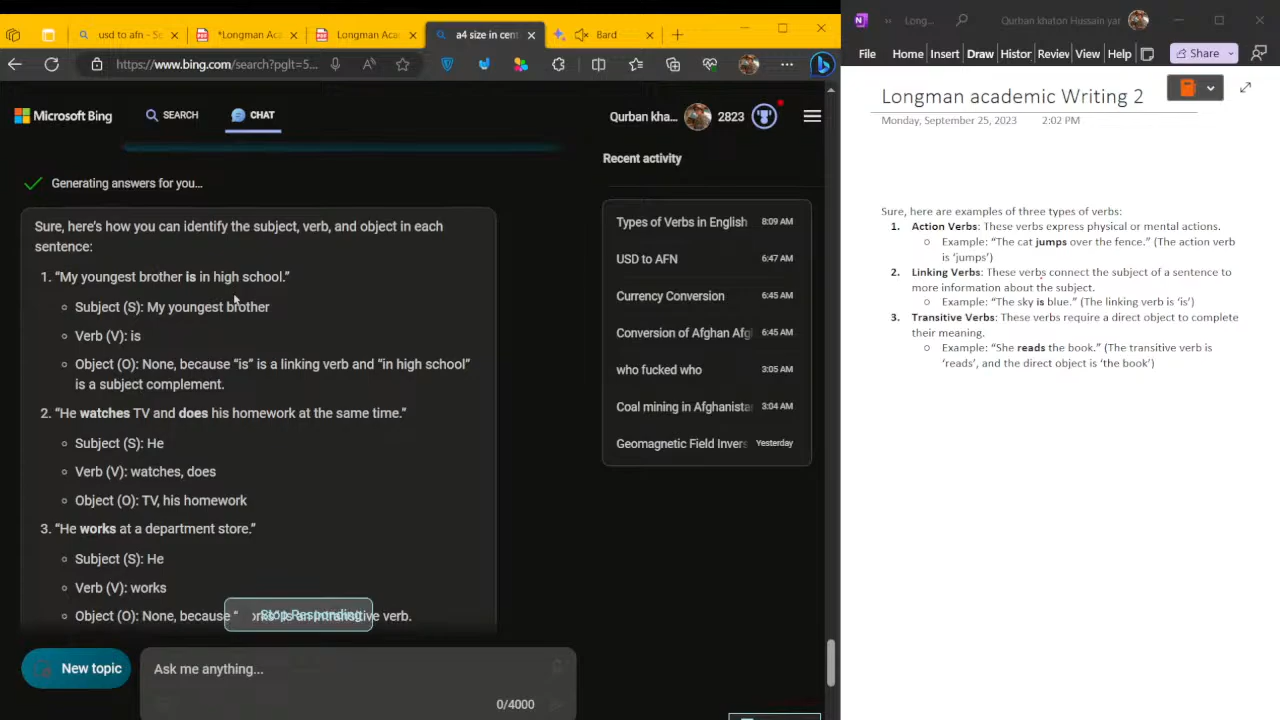 usd to afn - Sc
*Longman Ac
Longman Aca
a4 size in cent
Bard
https://www.bing.com/search?pglt=5...
Microsoft Bing
SEARCH
CHAT
Qurban kha...
2823
Recent activity
Generating answers for you...
Sure, here's how you can identify the subject, verb, and object in each
sentence:
1. “My youngest brother is in high school.”
Subject (S): My youngest brother
Verb (V): is
Object (O): None, because “is” is a linking verb and “in high school”
is a subject complement.
2. “He watches TV and does his homework at the same time.”
Subject (S): He
Verb (V): watches, does
Object (O): TV, his homework
3. “He works at a department store.”
Subject (S): He
Verb (V): works
Object (O): None, because “ orks” is an intransitive verb.
Stop Responding
New topic
Ask me anything...
0/4000
Types of Verbs in English 8:09 AM
USD to AFN 6:47 AM
Currency Conversion 6:45 AM
Conversion of Afghan Afg 6:45 AM
who fucked who 3:05 AM
Coal mining in Afghanista 3:04 AM
Geomagnetic Field Invers Yesterday
Long...
Qurban khaton Hussain yar
File Home Insert Draw Histor Review View Help
Share
Longman academic Writing 2
Monday, September 25, 2023 2:02 PM
Sure, here are examples of three types of verbs:
1. Action Verbs: These verbs express physical or mental actions.
Example: “The cat jumps over the fence.” (The action verb
is ‘jumps’)
2. Linking Verbs: These verbs connect the subject of a sentence to
more information about the subject.
Example: “The sky is blue.” (The linking verb is ‘is’)
3. Transitive Verbs: These verbs require a direct object to complete
their meaning.
Example: “She reads the book.” (The transitive verb is
‘reads’, and the direct object is ‘the book’)